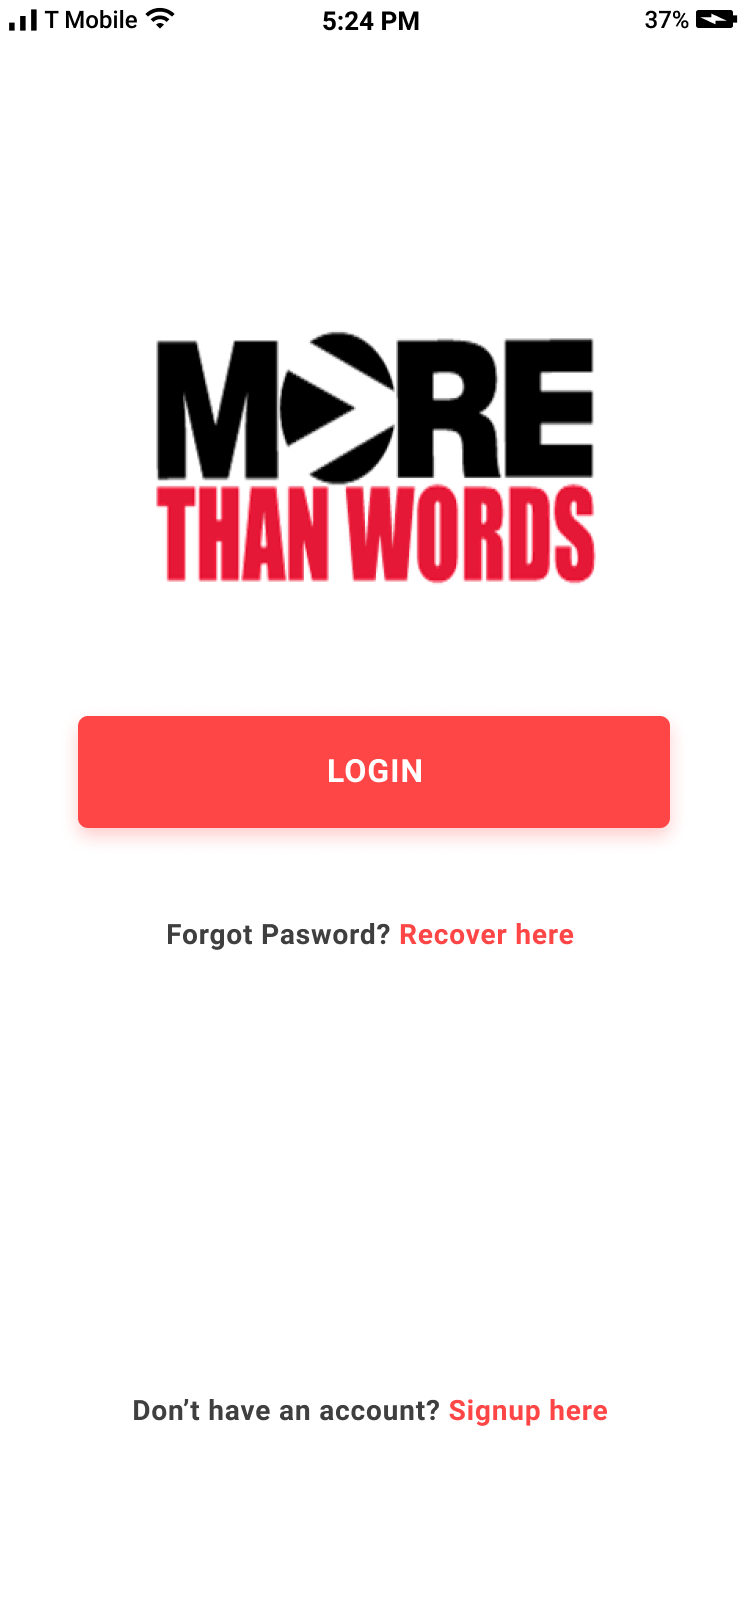 T Mobile 5:24 PM 37%
MORE
THAN WORDS
LOGIN
Forgot Pasword? Recover here
Don’t have an account? Signup here